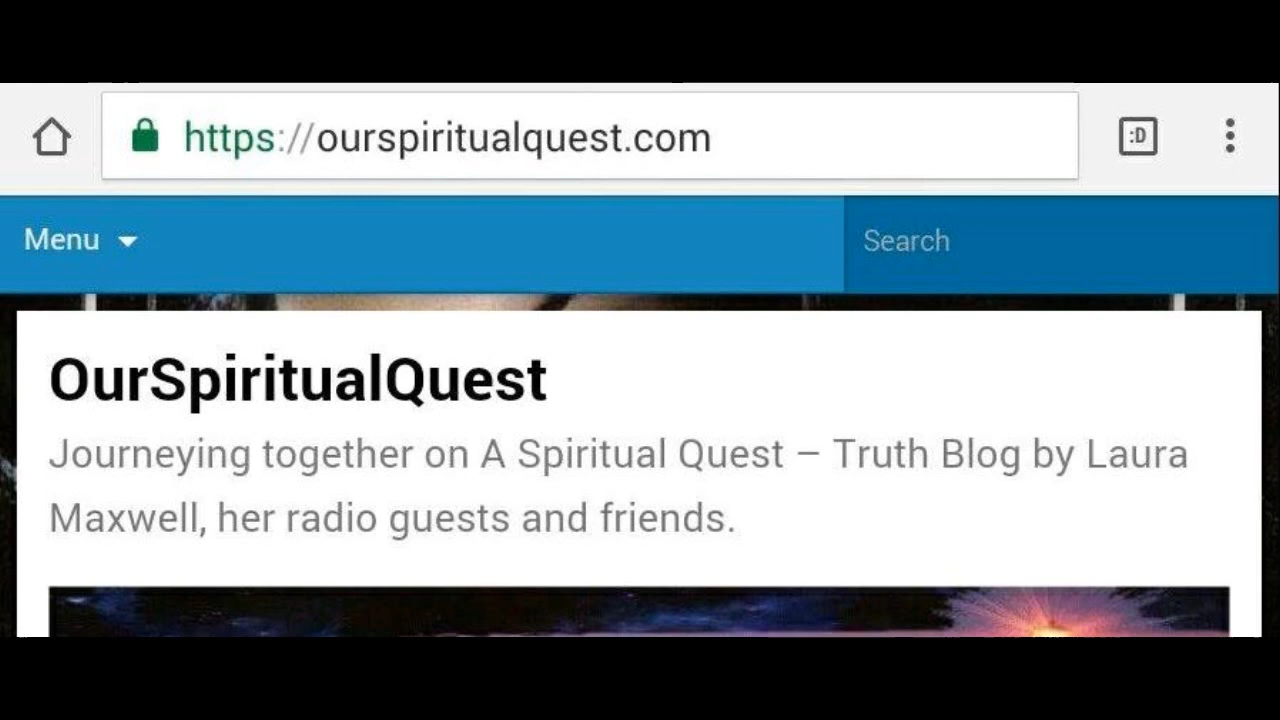 https://ourspiritualquest.com :D
Menu Search
OurSpiritualQuest
Journeying together on A Spiritual Quest – Truth Blog by Laura
Maxwell, her radio guests and friends.